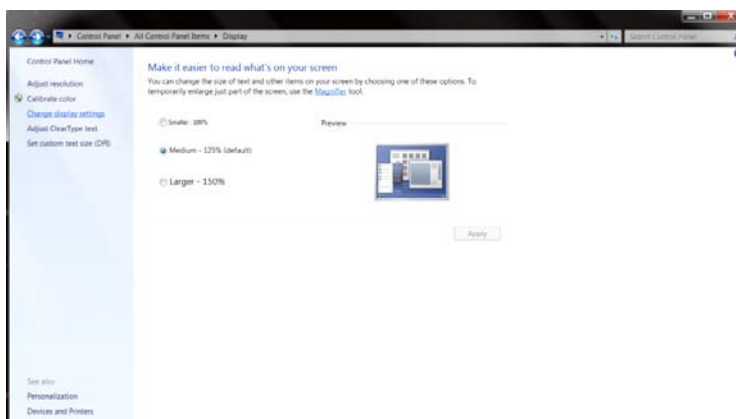 Control Panel ▸ All Control Panel Items ▸ Display
Search Control Panel
Control Panel Home
Adjust resolution
Calibrate color
Change display settings
Adjust ClearType text
Set custom text size (DPI)
See also
Personalization
Devices and Printers
Make it easier to read what's on your screen
You can change the size of text and other items on your screen by choosing one of these options. To
temporarily enlarge just part of the screen, use the Magnifier tool.
Smaller - 100%
Preview
Medium - 125% (default)
Larger - 150%
Apply